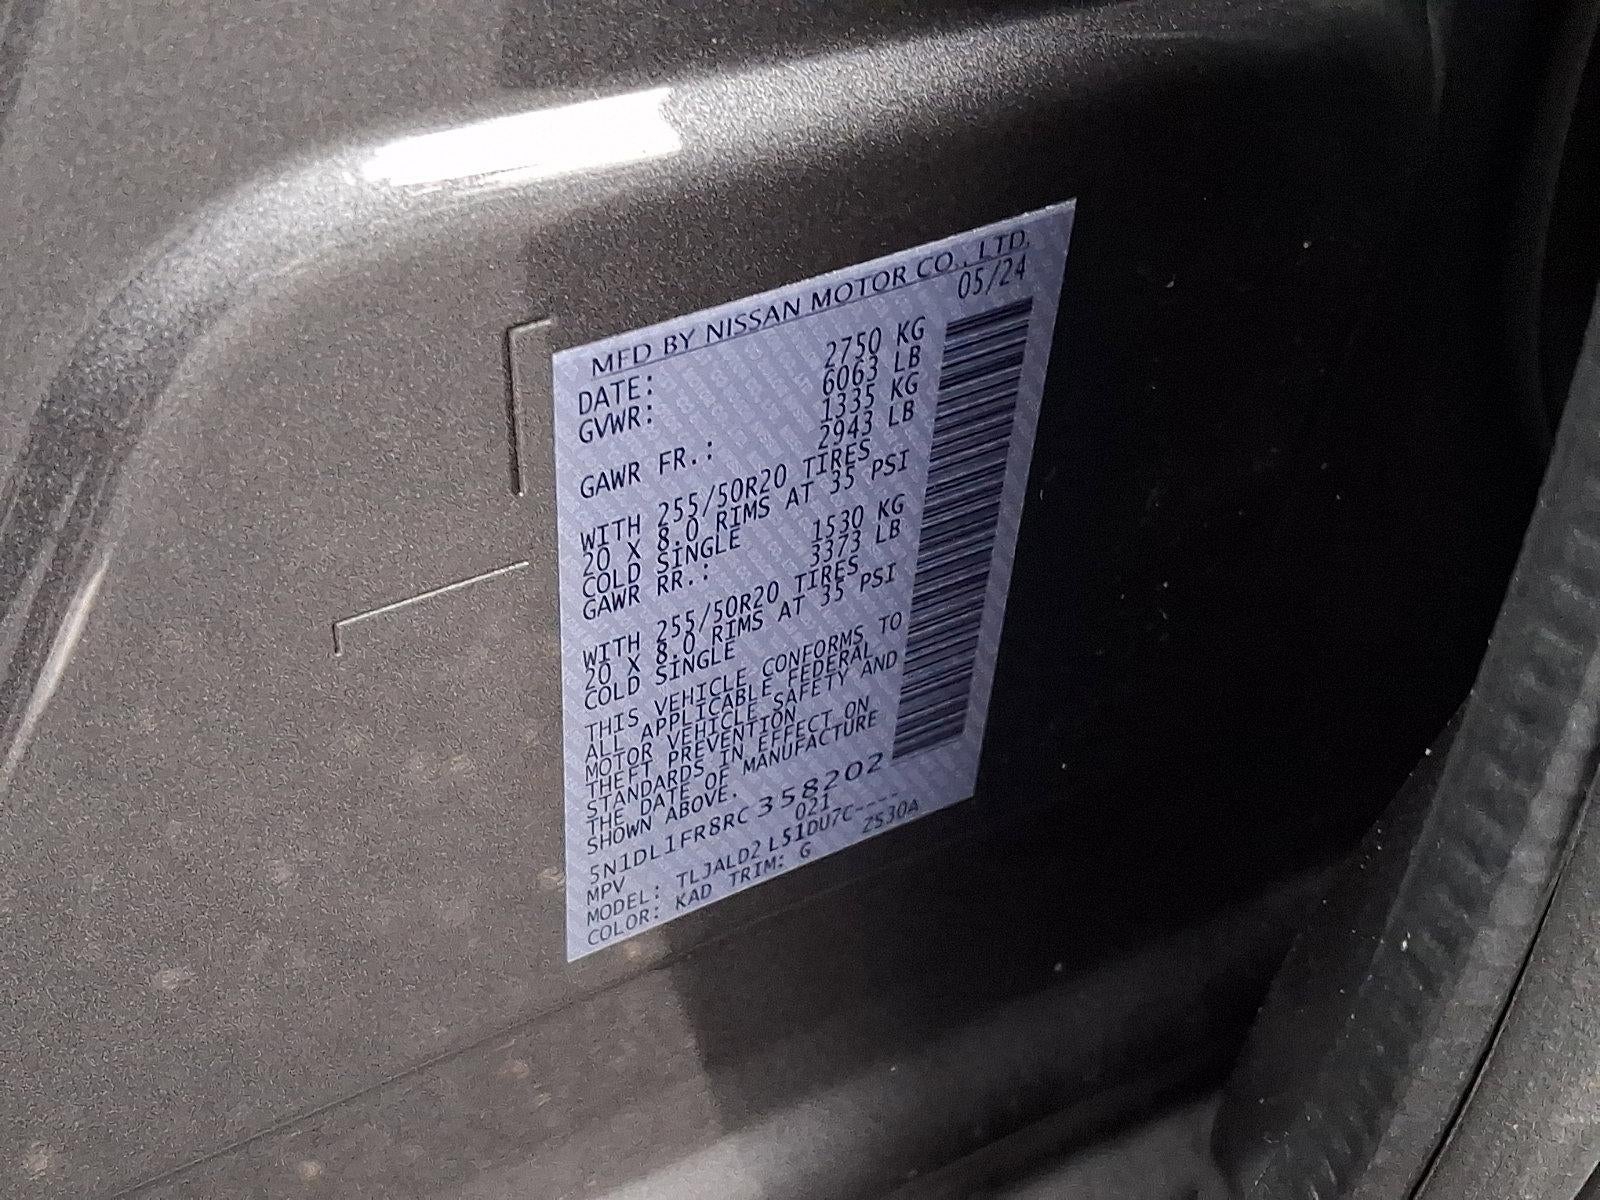 MFD BY NISSAN MOTOR CO., LTD.
DATE: 05/24
GVWR: 2750 KG
6063 LB
GAWR FR.: 1335 KG
2943 LB
WITH 255/50R20 TIRES
20 X 8.0 RIMS AT 35 PSI
COLD SINGLE
GAWR RR.: 1530 KG
3373 LB
WITH 255/50R20 TIRES
20 X 8.0 RIMS AT 35 PSI
COLD SINGLE
THIS VEHICLE CONFORMS TO
ALL APPLICABLE FEDERAL
MOTOR VEHICLE SAFETY AND
THEFT PREVENTION
STANDARDS IN EFFECT ON
THE DATE OF MANUFACTURE
SHOWN ABOVE.
5N1DL1FR8RC358202
MPV 021
MODEL: TLJALD2 L51DU7C----
COLOR: KAD TRIM: G ZS30A